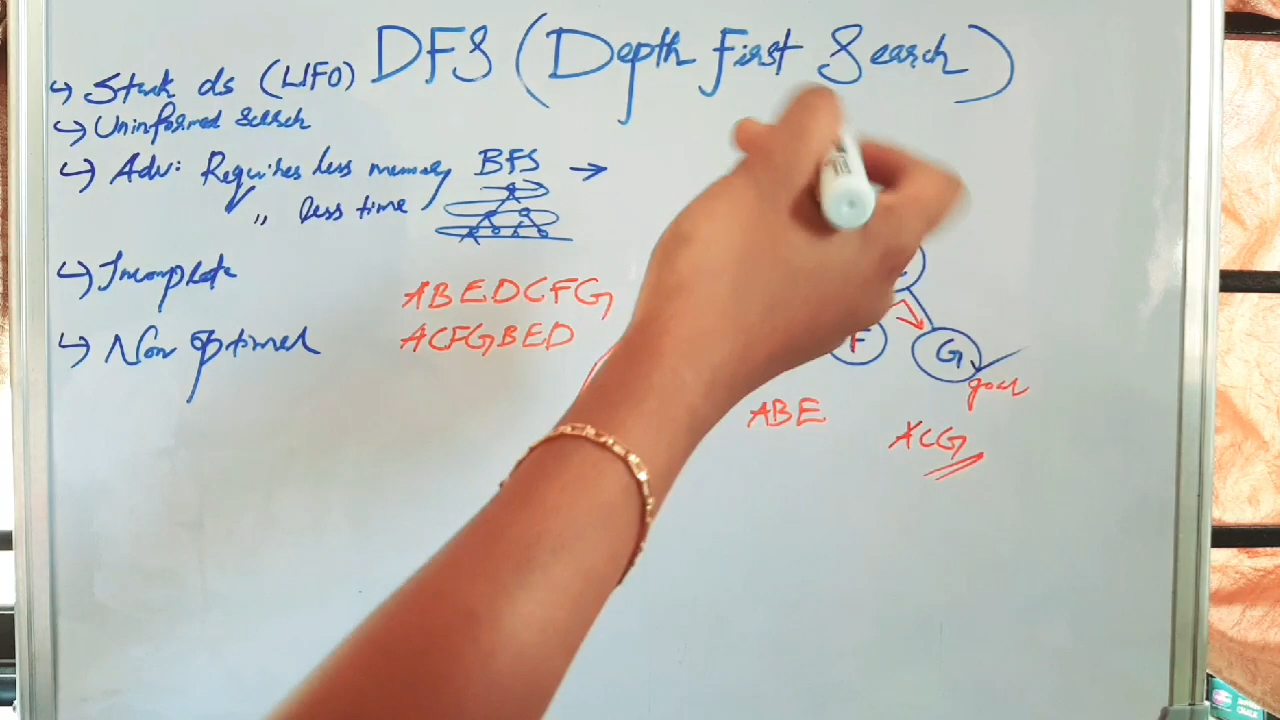 DFS (Depth First Search)
↳ Stack ds (LIFO)
↳ Uninformed search
↳ Adv: Requires less memory BFS →
" less time
↳ Incomplete
↳ Non optimal
ABEDCFG
ACFGBED
F
G
goal
ABE
ACG